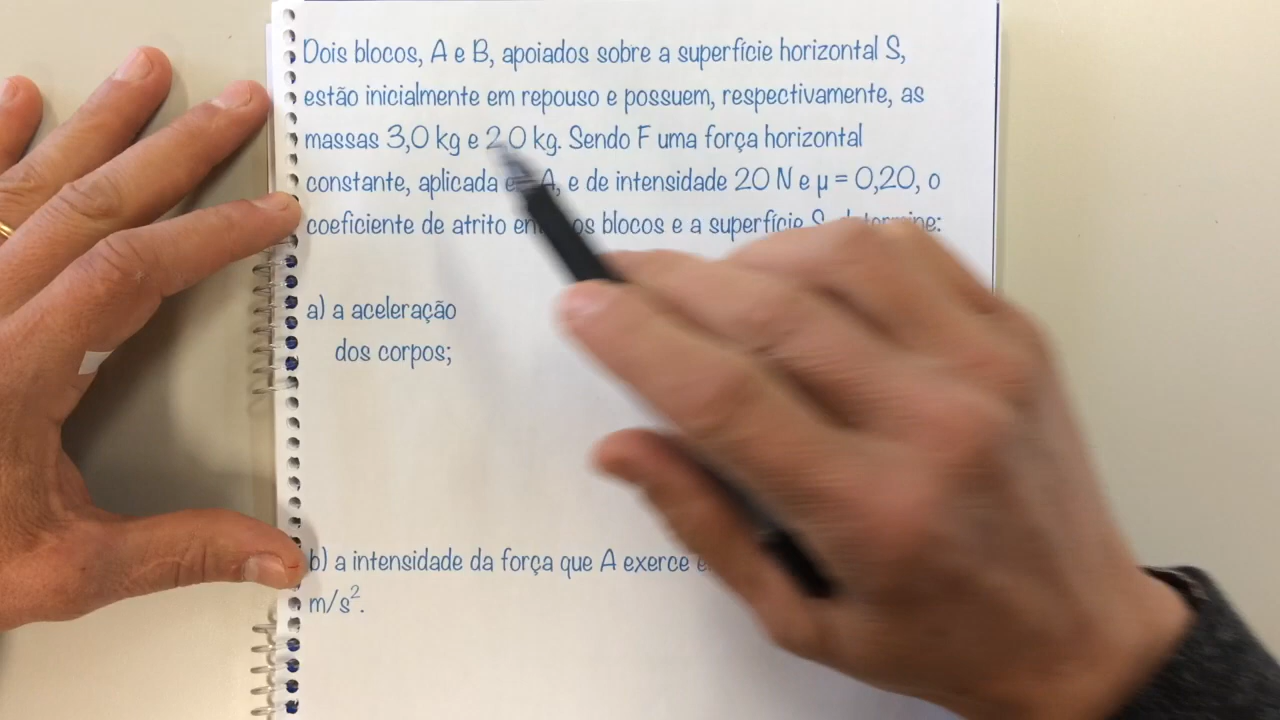 Dois blocos, A e B, apoiados sobre a superfície horizontal S,
estão inicialmente em repouso e possuem, respectivamente, as
massas 3,0 kg e 2,0 kg. Sendo F uma força horizontal
constante, aplicada A, e de intensidade 20 N e µ = 0,20, o
coeficiente de atrito os blocos e a superfície S
a) a aceleração
dos corpos;
b) a intensidade da força que A exerce
m/s².